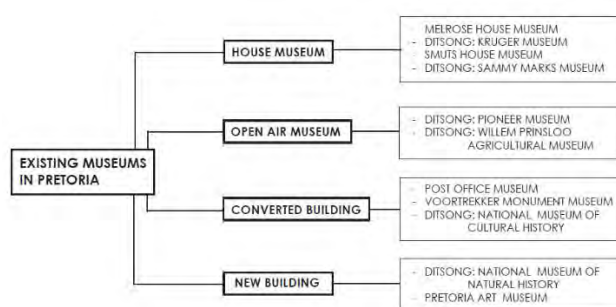 EXISTING MUSEUMS
IN PRETORIA
HOUSE MUSEUM
- MELROSE HOUSE MUSEUM
- DITSONG: KRUGER MUSEUM
SMUTS HOUSE MUSEUM
- DITSONG: SAMMY MARKS MUSEUM
OPEN AIR MUSEUM
- DITSONG: PIONEER MUSEUM
- DITSONG: WILLEM PRINSLOO
AGRICULTURAL MUSEUM
CONVERTED BUILDING
- POST OFFICE MUSEUM
- VOORTREKKER MONUMENT MUSEUM
- DITSONG: NATIONAL MUSEUM OF
CULTURAL HISTORY
NEW BUILDING
- DITSONG: NATIONAL MUSEUM OF
NATURAL HISTORY
- PRETORIA ART MUSEUM